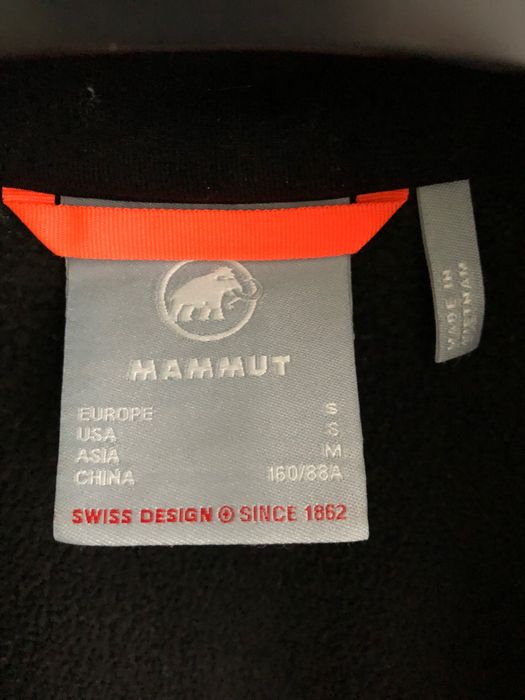 MAMMUT
EUROPE S
USA S
ASIA M
CHINA 160/88A
SWISS DESIGN SINCE 1862
MADE IN
VIETNAM